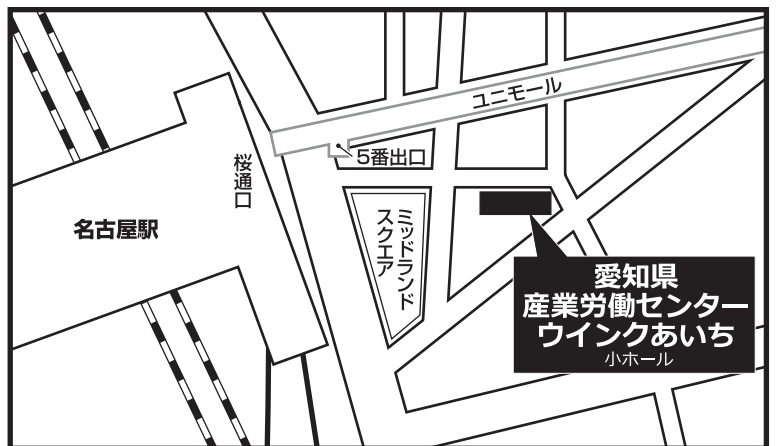 ユニモール
5番出口
桜通口
名古屋駅
ミッドランド
スクエア
愛知県
産業労働センター
ウインクあいち
小ホール